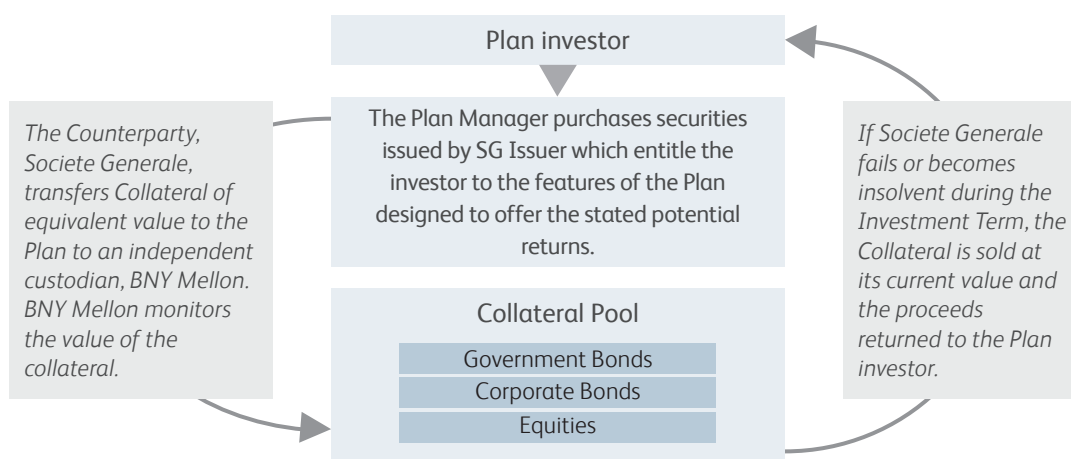 Plan investor
The Plan Manager purchases securities
issued by SG Issuer which entitle the
investor to the features of the Plan
designed to offer the stated potential
returns.
The Counterparty,
Societe Generale,
transfers Collateral of
equivalent value to the
Plan to an independent
custodian, BNY Mellon.
BNY Mellon monitors
the value of the
collateral.
If Societe Generale
fails or becomes
insolvent during the
Investment Term, the
Collateral is sold at
its current value and
the proceeds
returned to the Plan
investor.
Collateral Pool
Government Bonds
Corporate Bonds
Equities